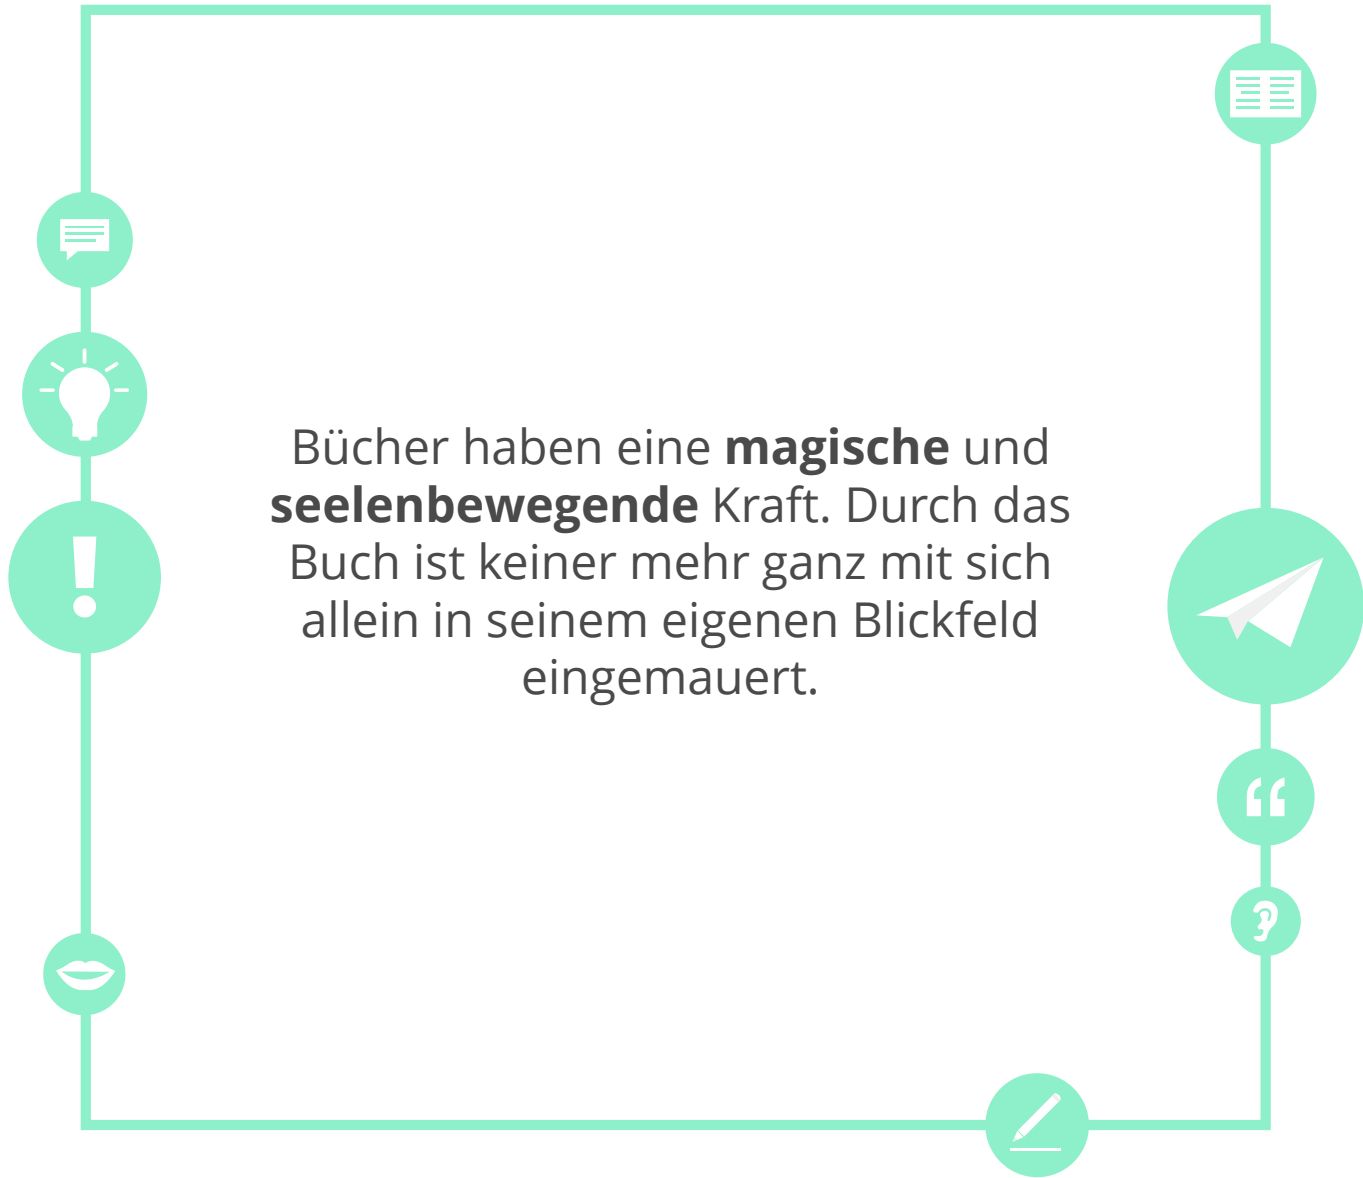 Bücher haben eine magische und
seelenbewegende Kraft. Durch das
Buch ist keiner mehr ganz mit sich
allein in seinem eigenen Blickfeld
eingemauert.